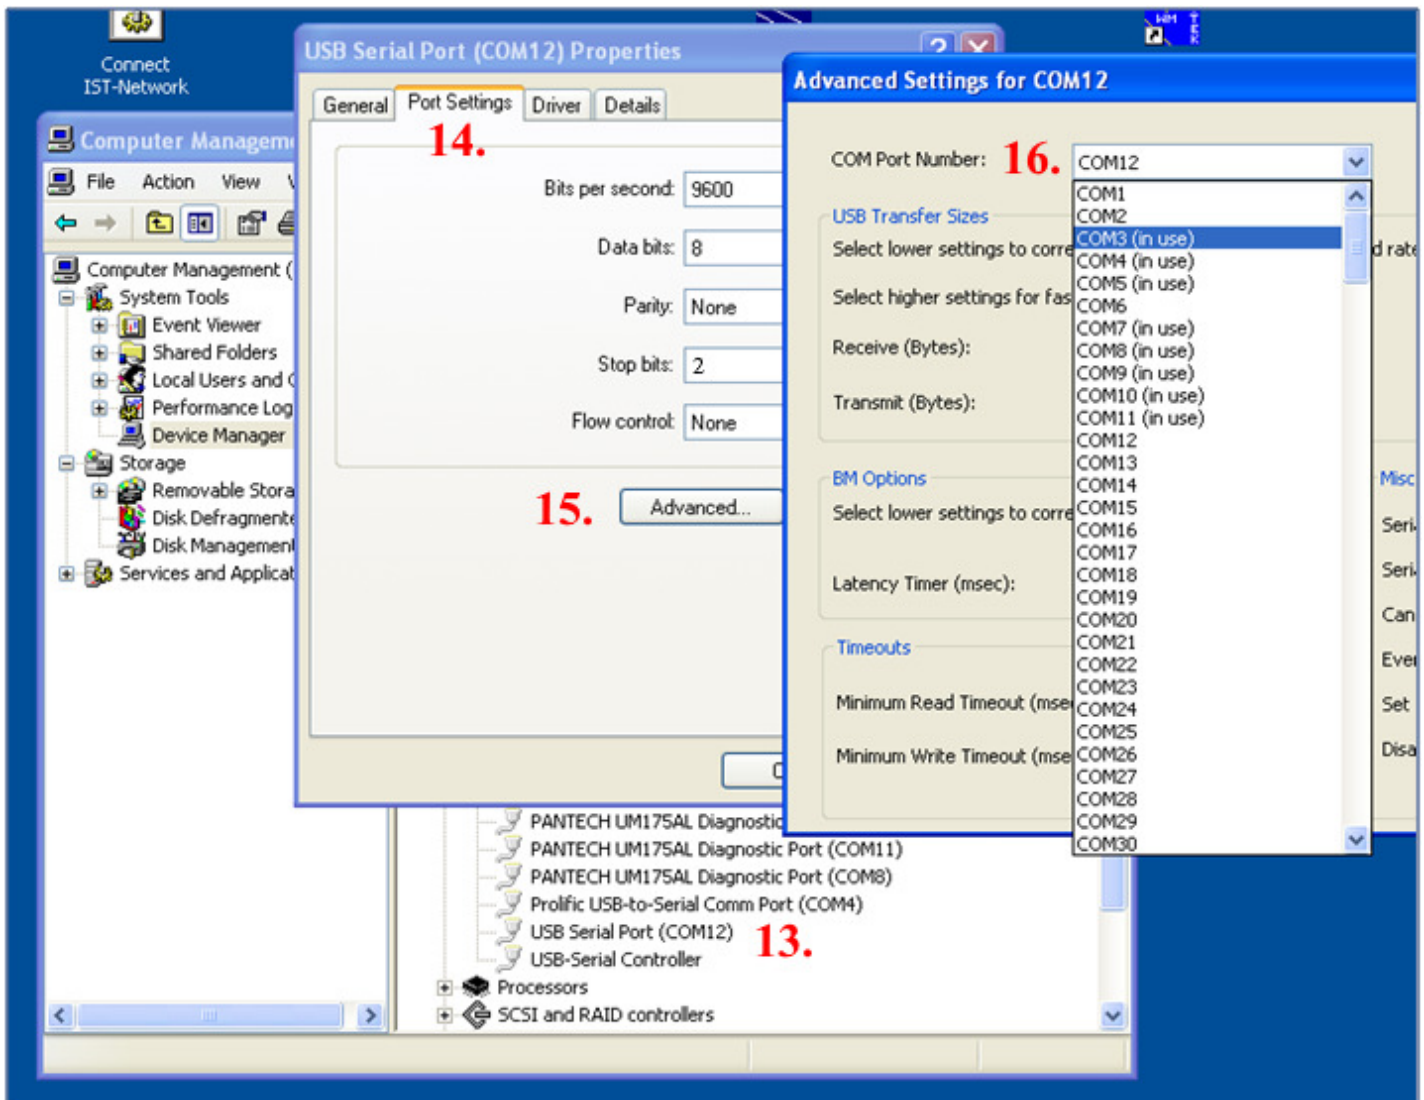 Connect
IST-Network
WM
USB Serial Port (COM12) Properties
General
Port Settings
Driver
Details
14.
Bits per second: 9600
Data bits: 8
Parity: None
Stop bits: 2
Flow control: None
15.
Advanced...
Advanced Settings for COM12
COM Port Number:
16.
COM12
COM1
COM2
COM3 (in use)
COM4 (in use)
COM5 (in use)
COM6
COM7 (in use)
COM8 (in use)
COM9 (in use)
COM10 (in use)
COM11 (in use)
COM12
COM13
COM14
COM15
COM16
COM17
COM18
COM19
COM20
COM21
COM22
COM23
COM24
COM25
COM26
COM27
COM28
COM29
COM30
USB Transfer Sizes
Select lower settings to corre
d rate
Select higher settings for fas
Receive (Bytes):
Transmit (Bytes):
BM Options
Select lower settings to corre
Latency Timer (msec):
Timeouts
Minimum Read Timeout (mse
Minimum Write Timeout (mse
Misc
Seri
Seri
Can
Eve
Set
Disa
Computer Managem
File Action View
Computer Management (
System Tools
Event Viewer
Shared Folders
Local Users and
Performance Log
Device Manager
Storage
Removable Stora
Disk Defragmente
Disk Management
Services and Applicat
PANTECH UM175AL Diagnostic
PANTECH UM175AL Diagnostic Port (COM11)
PANTECH UM175AL Diagnostic Port (COM8)
Prolific USB-to-Serial Comm Port (COM4)
USB Serial Port (COM12)
13.
USB-Serial Controller
Processors
SCSI and RAID controllers